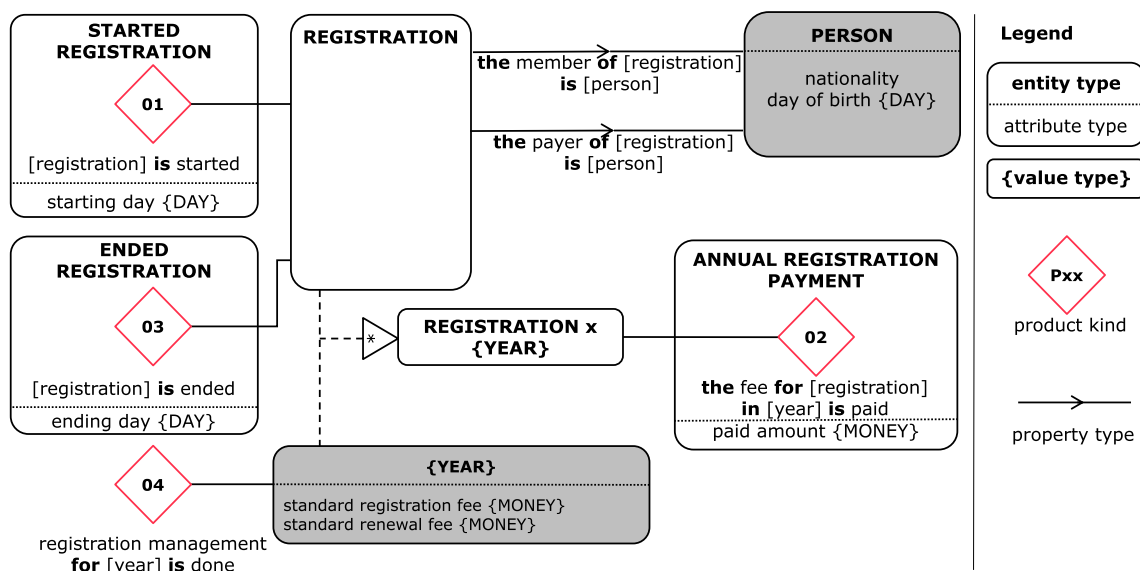 STARTED
REGISTRATION
01
[registration] is started
starting day {DAY}
REGISTRATION
the member of [registration]
is [person]
the payer of [registration]
is [person]
PERSON
nationality
day of birth {DAY}
ENDED
REGISTRATION
03
[registration] is ended
ending day {DAY}
*
REGISTRATION x
{YEAR}
ANNUAL REGISTRATION
PAYMENT
02
the fee for [registration]
in [year] is paid
paid amount {MONEY}
04
registration management
for [year] is done
{YEAR}
standard registration fee {MONEY}
standard renewal fee {MONEY}
Legend
entity type
attribute type
{value type}
Pxx
product kind
property type